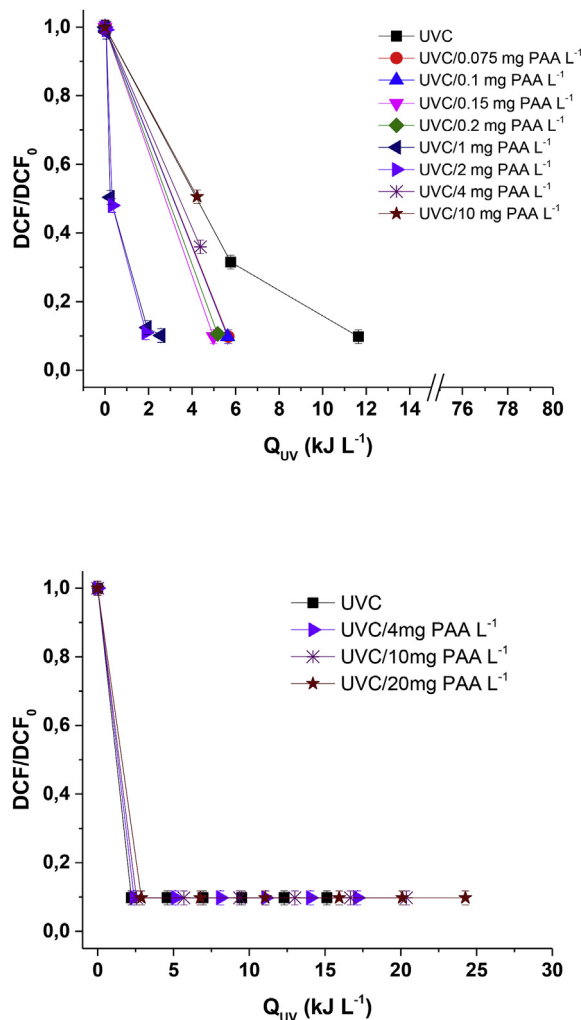 1,0
0,8
0,6
0,4
0,2
0,0
DCF/DCF0
UVC
UVC/0.075 mg PAA L-1
UVC/0.1 mg PAA L-1
UVC/0.15 mg PAA L-1
UVC/0.2 mg PAA L-1
UVC/1 mg PAA L-1
UVC/2 mg PAA L-1
UVC/4 mg PAA L-1
UVC/10 mg PAA L-1
0 2 4 6 8 10 12 14 76 78 80
QUV (kJ L-1)
1,0
0,8
0,6
0,4
0,2
0,0
DCF/DCF0
UVC
UVC/4mg PAA L-1
UVC/10mg PAA L-1
UVC/20mg PAA L-1
0 5 10 15 20 25 30
QUV (kJ L-1)